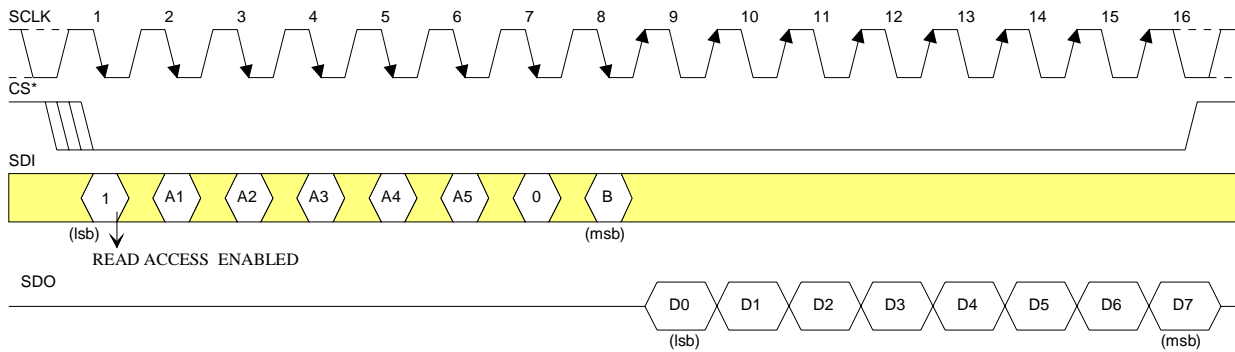 SCLK 1 2 3 4 5 6 7 8 9 10 11 12 13 14 15 16
CS*
SDI
1 A1 A2 A3 A4 A5 0 B
(lsb) (msb)
READ ACCESS ENABLED
SDO
D0 D1 D2 D3 D4 D5 D6 D7
(lsb) (msb)